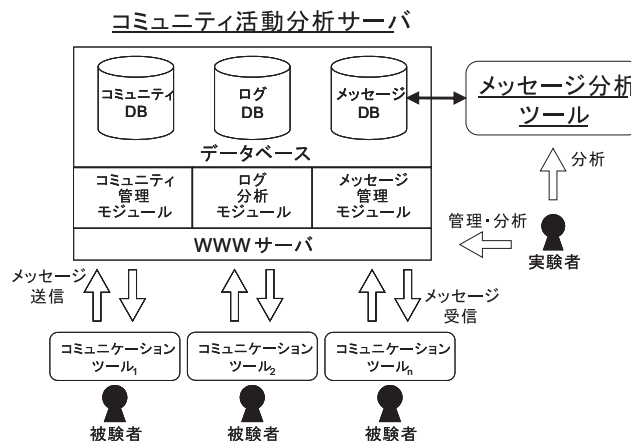 コミュニティ活動分析サーバ
コミュニティ
DB
ログ
DB
メッセージ
DB
データベース
メッセージ分析
ツール
コミュニティ
管理
モジュール
ログ
分析
モジュール
メッセージ
管理
モジュール
WWWサーバ
分析
管理・分析
実験者
メッセージ
送信
メッセージ
受信
コミュニケーション
ツール1
コミュニケーション
ツール2
コミュニケーション
ツールn
被験者
被験者
被験者